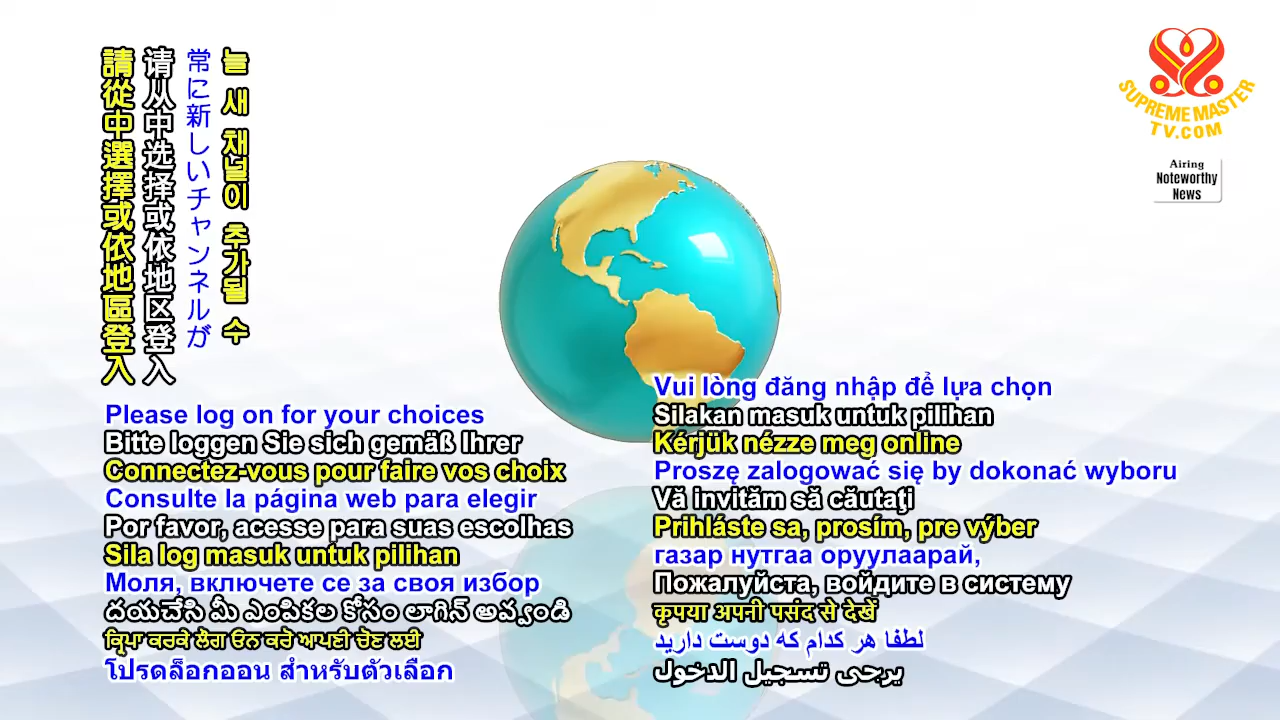 請從中選擇或依地區登入
请从中选择或依地区登入
常に新しいチャンネルが
늘 새 채널이 추가될 수
Please log on for your choices
Bitte loggen Sie sich gemäß Ihrer
Connectez-vous pour faire vos choix
Consulte la página web para elegir
Por favor, acesse para suas escolhas
Sila log masuk untuk pilihan
Моля, включете се за своя избор
దయచేసి మీ ఎంపికల కోసం లాగిన్ అవ్వండి
ਕ੍ਰਿਪਾ ਕਰਕੇ ਲੌਗ ਓਨ ਕਰੋ ਆਪਣੀ ਚੋਣ ਲਈ
โปรดล็อกออน สำหรับตัวเลือก
Vui lòng đăng nhập để lựa chọn
Silakan masuk untuk pilihan
Kérjük nézze meg online
Proszę zalogować się by dokonać wyboru
Vă invităm să căutaţi
Prihláste sa, prosím, pre výber
газар нутгаа оруулаарай,
Пожалуйста, войдите в систему
कृपया अपनी पसंद से देखें
لطفا هر کدام که دوست دارید
يرجى تسجيل الدخول
SUPREME MASTER
TV.COM
Airing
Noteworthy
News